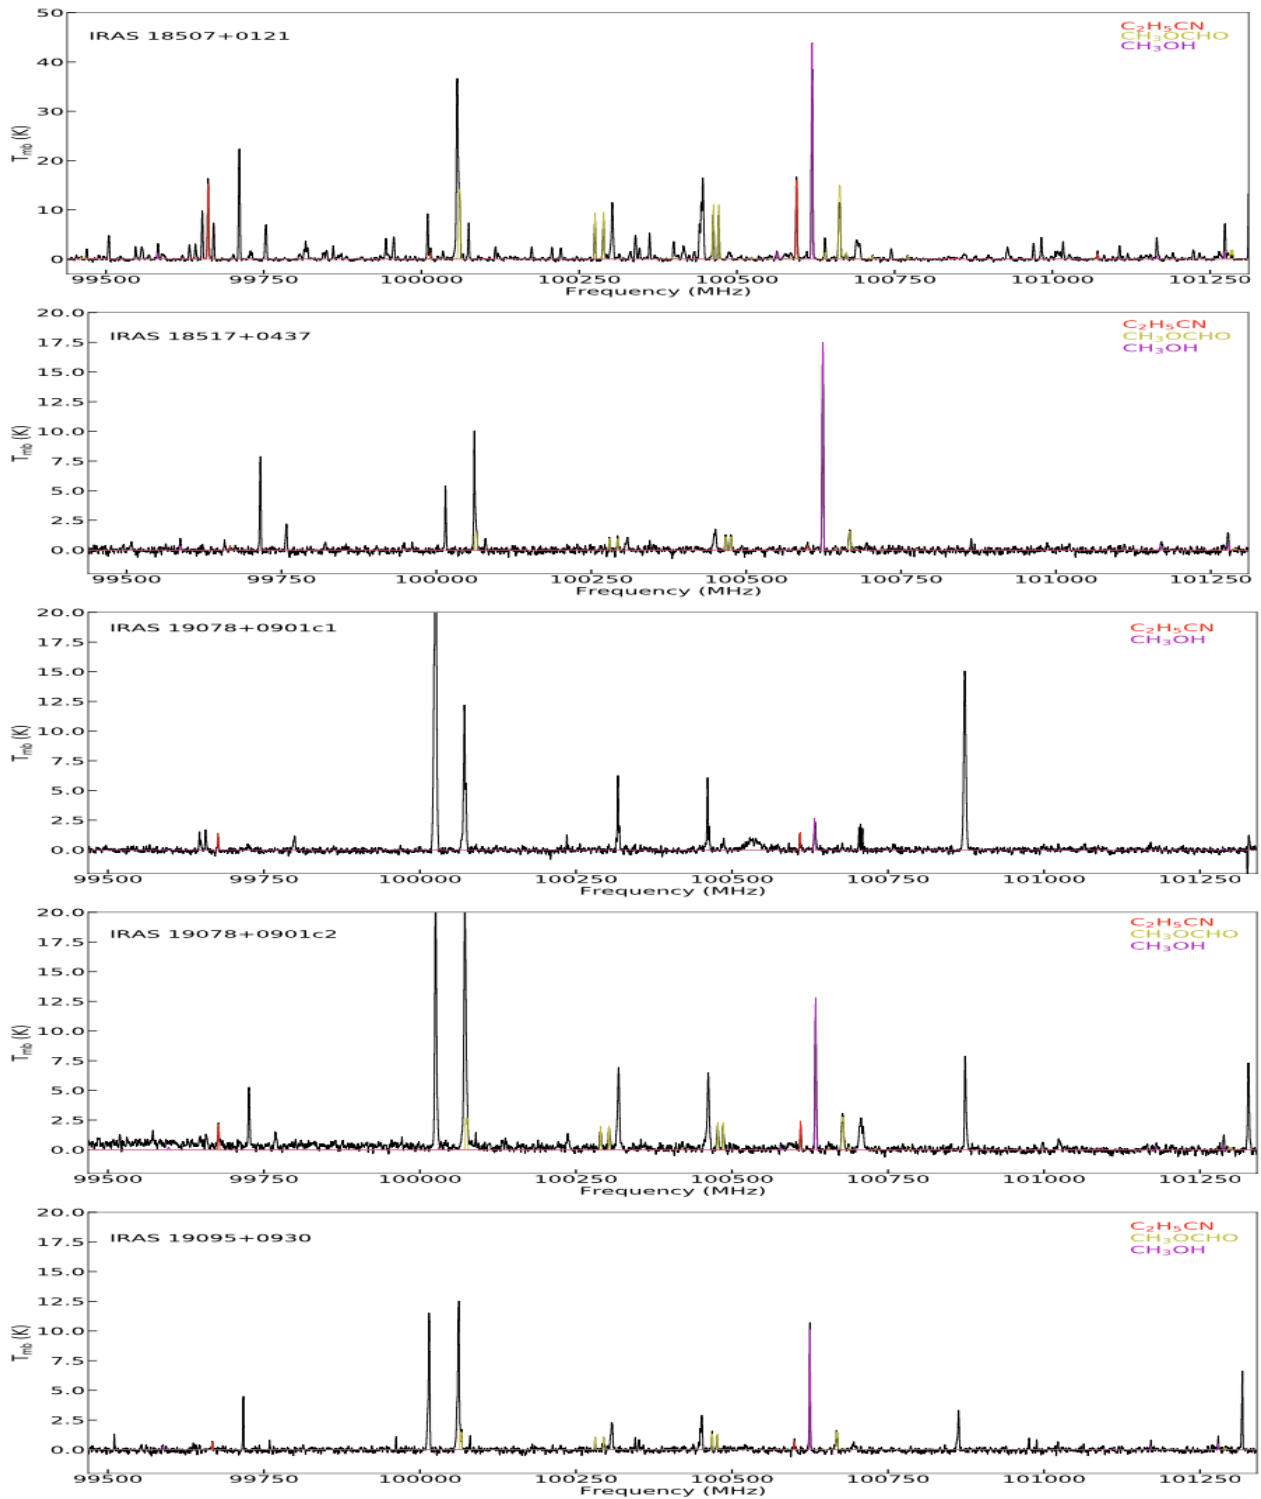 50
IRAS 18507+0121
C₂H₅CN
CH₃OCHO
CH₃OH
40
30
T_mb (K)
20
10
0
99500 99750 100000 100250 100500 100750 101000 101250
Frequency (MHz)
20.0
IRAS 18517+0437
C₂H₅CN
CH₃OCHO
CH₃OH
17.5
15.0
12.5
T_mb (K)
10.0
7.5
5.0
2.5
0.0
99500 99750 100000 100250 100500 100750 101000 101250
Frequency (MHz)
20.0
IRAS 19078+0901c1
C₂H₅CN
CH₃OH
17.5
15.0
12.5
T_mb (K)
10.0
7.5
5.0
2.5
0.0
99500 99750 100000 100250 100500 100750 101000 101250
Frequency (MHz)
20.0
IRAS 19078+0901c2
C₂H₅CN
CH₃OCHO
CH₃OH
17.5
15.0
12.5
T_mb (K)
10.0
7.5
5.0
2.5
0.0
99500 99750 100000 100250 100500 100750 101000 101250
Frequency (MHz)
20.0
IRAS 19095+0930
C₂H₅CN
CH₃OCHO
CH₃OH
17.5
15.0
12.5
T_mb (K)
10.0
7.5
5.0
2.5
0.0
99500 99750 100000 100250 100500 100750 101000 101250
Frequency (MHz)